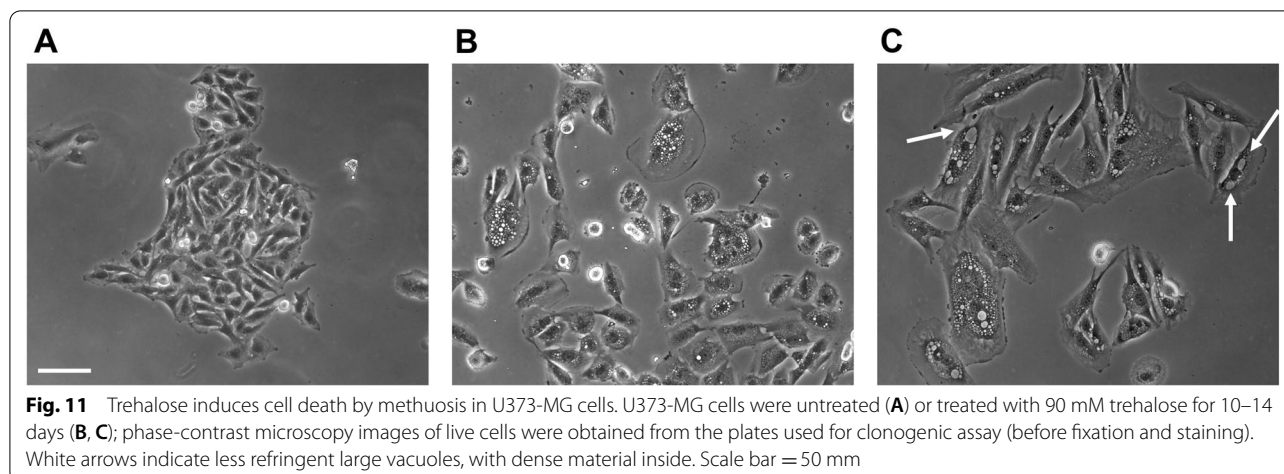 A B C
Fig. 11 Trehalose induces cell death by methuosis in U373-MG cells. U373-MG cells were untreated (A) or treated with 90 mM trehalose for 10–14
days (B, C); phase-contrast microscopy images of live cells were obtained from the plates used for clonogenic assay (before fixation and staining).
White arrows indicate less refringent large vacuoles, with dense material inside. Scale bar = 50 mm